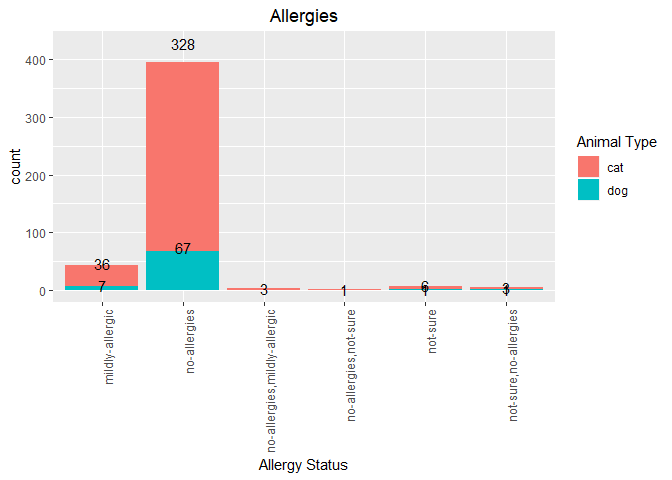 Allergies
328
400
300
200
100
0
count
36
7
67
3
1
6
1
3
1
mildly-allergic
no-allergies
no-allergies,mildly-allergic
no-allergies,not-sure
not-sure
not-sure,no-allergies
Allergy Status
Animal Type
cat
dog